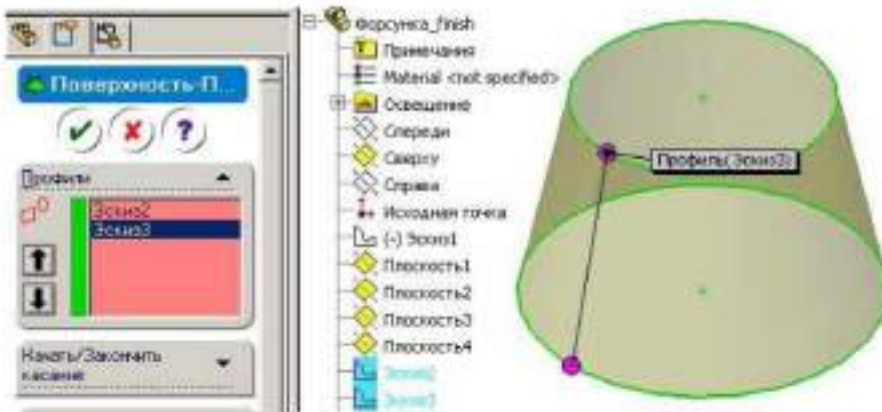 Поверхность-П...
Профили
Эскиз2
Эскиз3
Начать/Закончить
касание
Форсунка_finish
Примечания
Material <not specified>
Освещение
Спереди
Сверху
Справа
Исходная точка
(-) Эскиз1
Плоскость1
Плоскость2
Плоскость3
Плоскость4
Эскиз2
Эскиз3
Профили(Эскиз3)